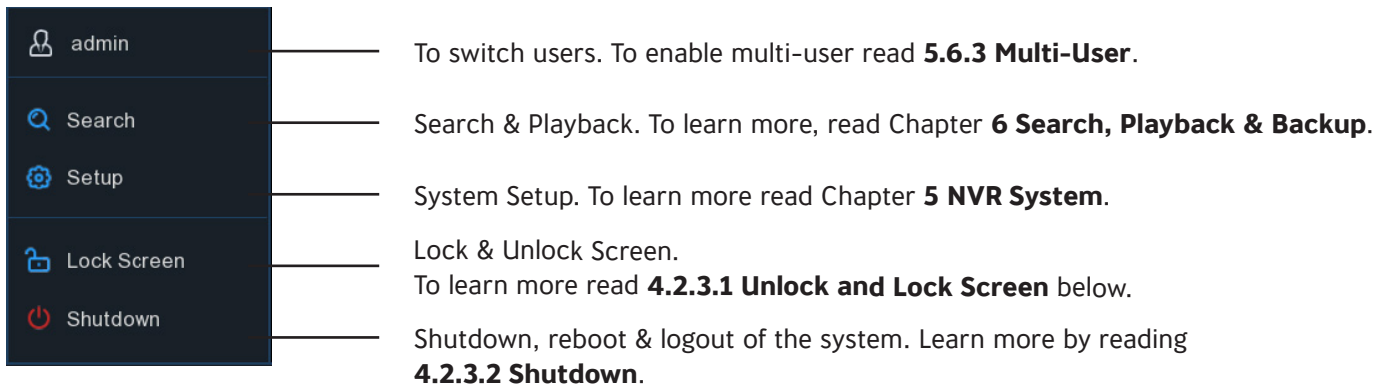 admin
To switch users. To enable multi-user read 5.6.3 Multi-User.
Search
Search & Playback. To learn more, read Chapter 6 Search, Playback & Backup.
Setup
System Setup. To learn more read Chapter 5 NVR System.
Lock Screen
Lock & Unlock Screen.
To learn more read 4.2.3.1 Unlock and Lock Screen below.
Shutdown
Shutdown, reboot & logout of the system. Learn more by reading
4.2.3.2 Shutdown.